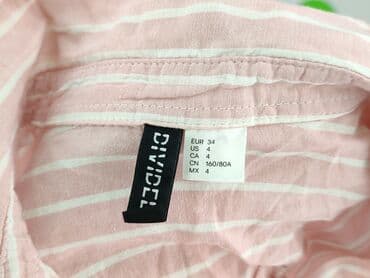 DIVIDED
EUR 34
US 4
CA 4
CN 160/80A
MX 4